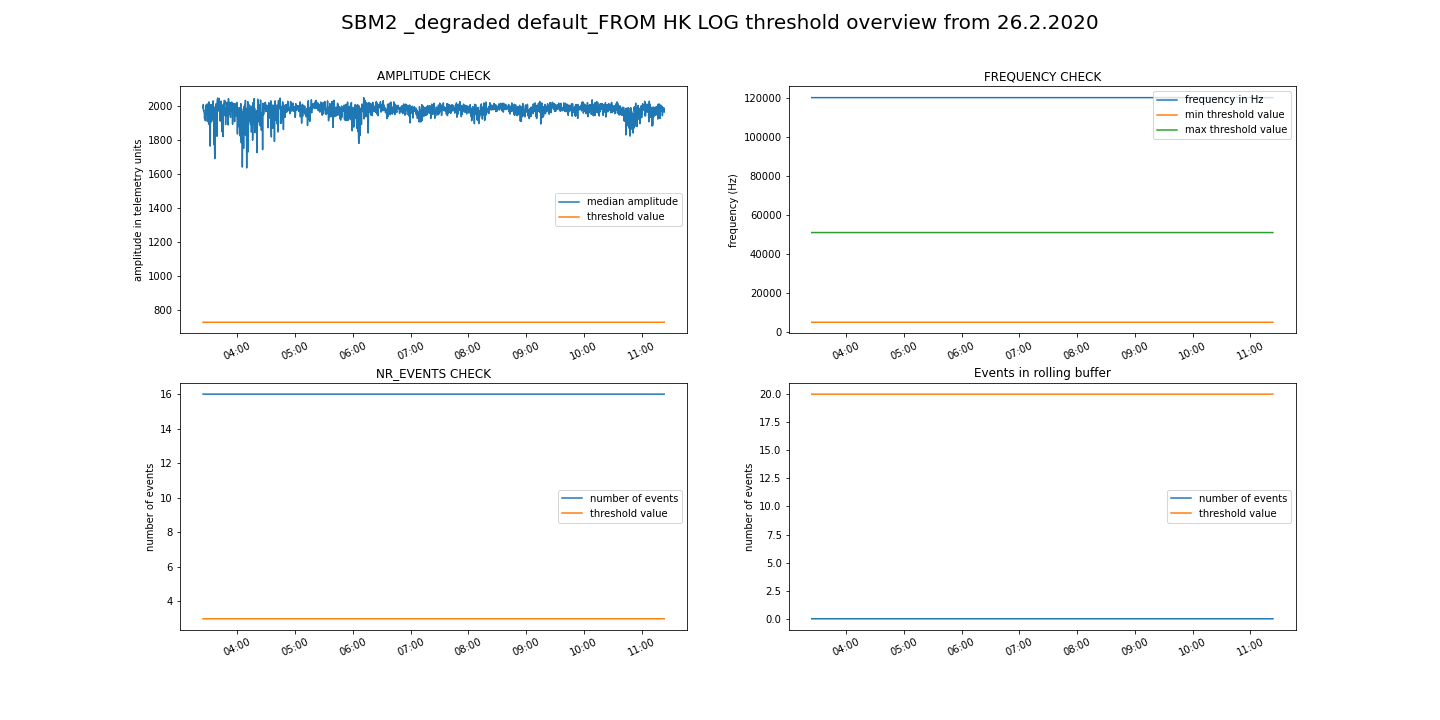 SBM2 _degraded default_FROM HK LOG threshold overview from 26.2.2020
AMPLITUDE CHECK
amplitude in telemetry units
2000
1800
1600
1400
1200
1000
800
median amplitude
threshold value
04:00 05:00 06:00 07:00 08:00 09:00 10:00 11:00
FREQUENCY CHECK
frequency (Hz)
120000
100000
80000
60000
40000
20000
0
frequency in Hz
min threshold value
max threshold value
04:00 05:00 06:00 07:00 08:00 09:00 10:00 11:00
NR_EVENTS CHECK
number of events
16
14
12
10
8
6
4
number of events
threshold value
04:00 05:00 06:00 07:00 08:00 09:00 10:00 11:00
Events in rolling buffer
number of events
20.0
17.5
15.0
12.5
10.0
7.5
5.0
2.5
0.0
number of events
threshold value
04:00 05:00 06:00 07:00 08:00 09:00 10:00 11:00